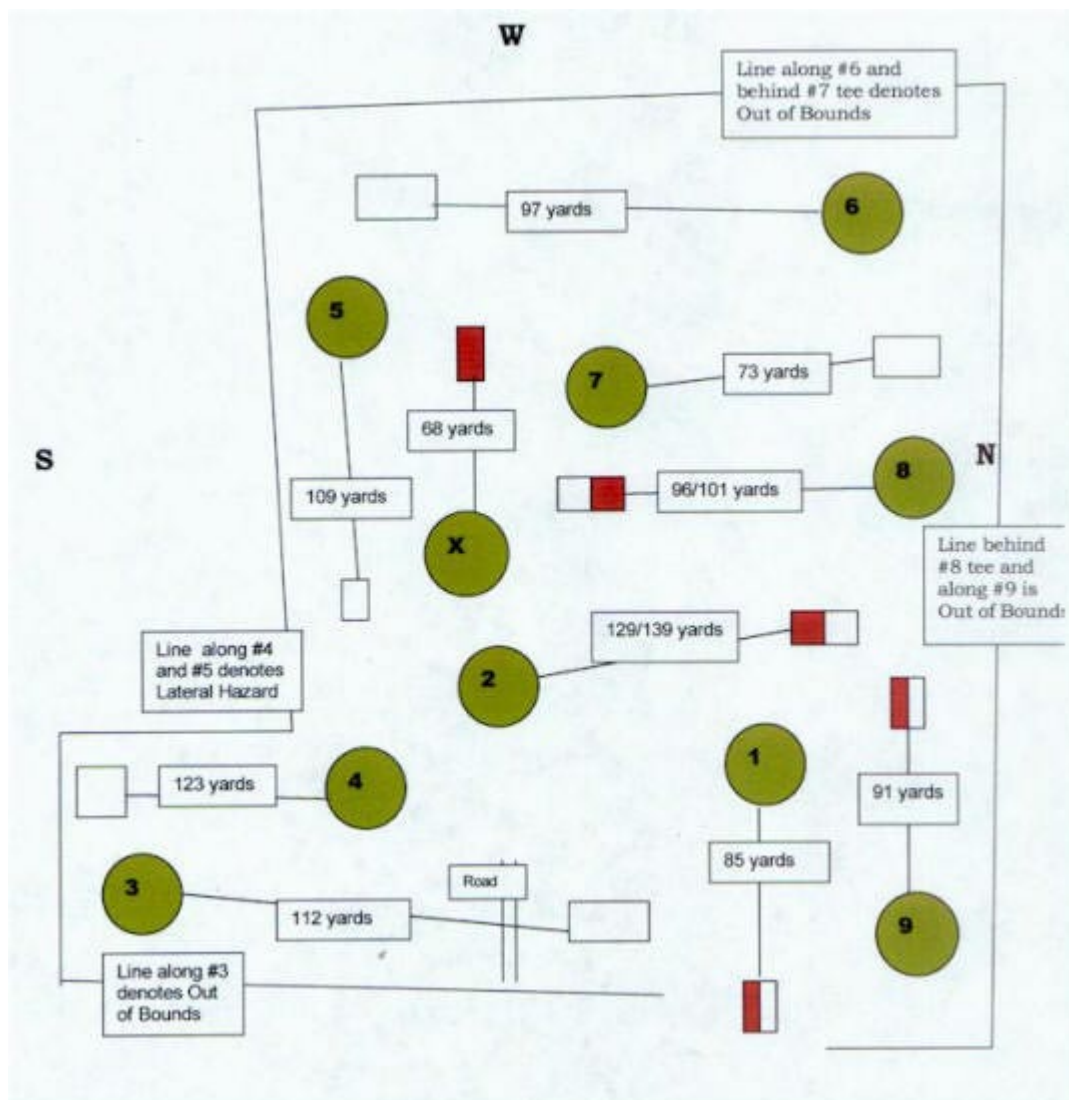 W
Line along #6 and
behind #7 tee denotes
Out of Bounds
97 yards
6
5
7
73 yards
68 yards
S
N
8
96/101 yards
109 yards
X
Line behind
#8 tee and
along #9 is
Out of Bounds
129/139 yards
Line along #4
and #5 denotes
Lateral Hazard
2
1
4
123 yards
91 yards
85 yards
3
Road
112 yards
9
Line along #3
denotes Out
of Bounds